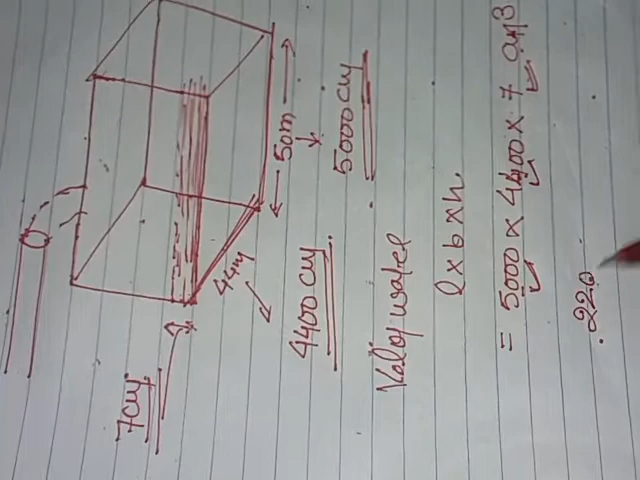 7cm
44m
50m
4400 cm
5000 cm
Vol of water
l x b x h
= 5000 x 4400 x 7 cm³
220